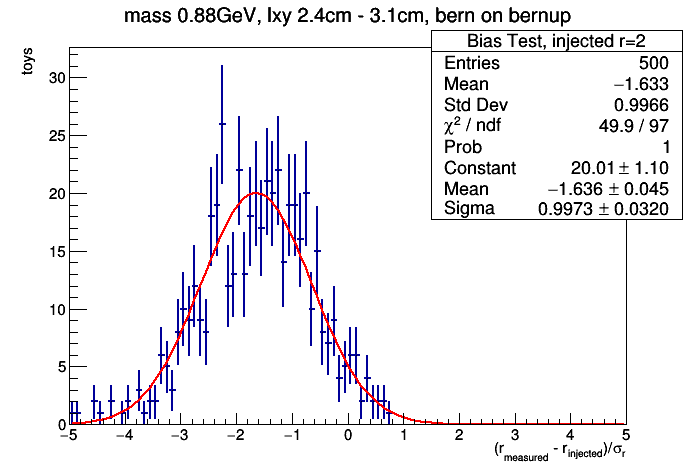 mass 0.88GeV, lxy 2.4cm - 3.1cm, bern on bernup
Bias Test, injected r=2
Entries 500
Mean −1.633
Std Dev 0.9966
χ² / ndf 49.9 / 97
Prob 1
Constant 20.01 ± 1.10
Mean −1.636 ± 0.045
Sigma 0.9973 ± 0.0320
toys
30
25
20
15
10
5
0
−5 −4 −3 −2 −1 0 1 2 3 4 5
(r_measured - r_injected)/σ_r